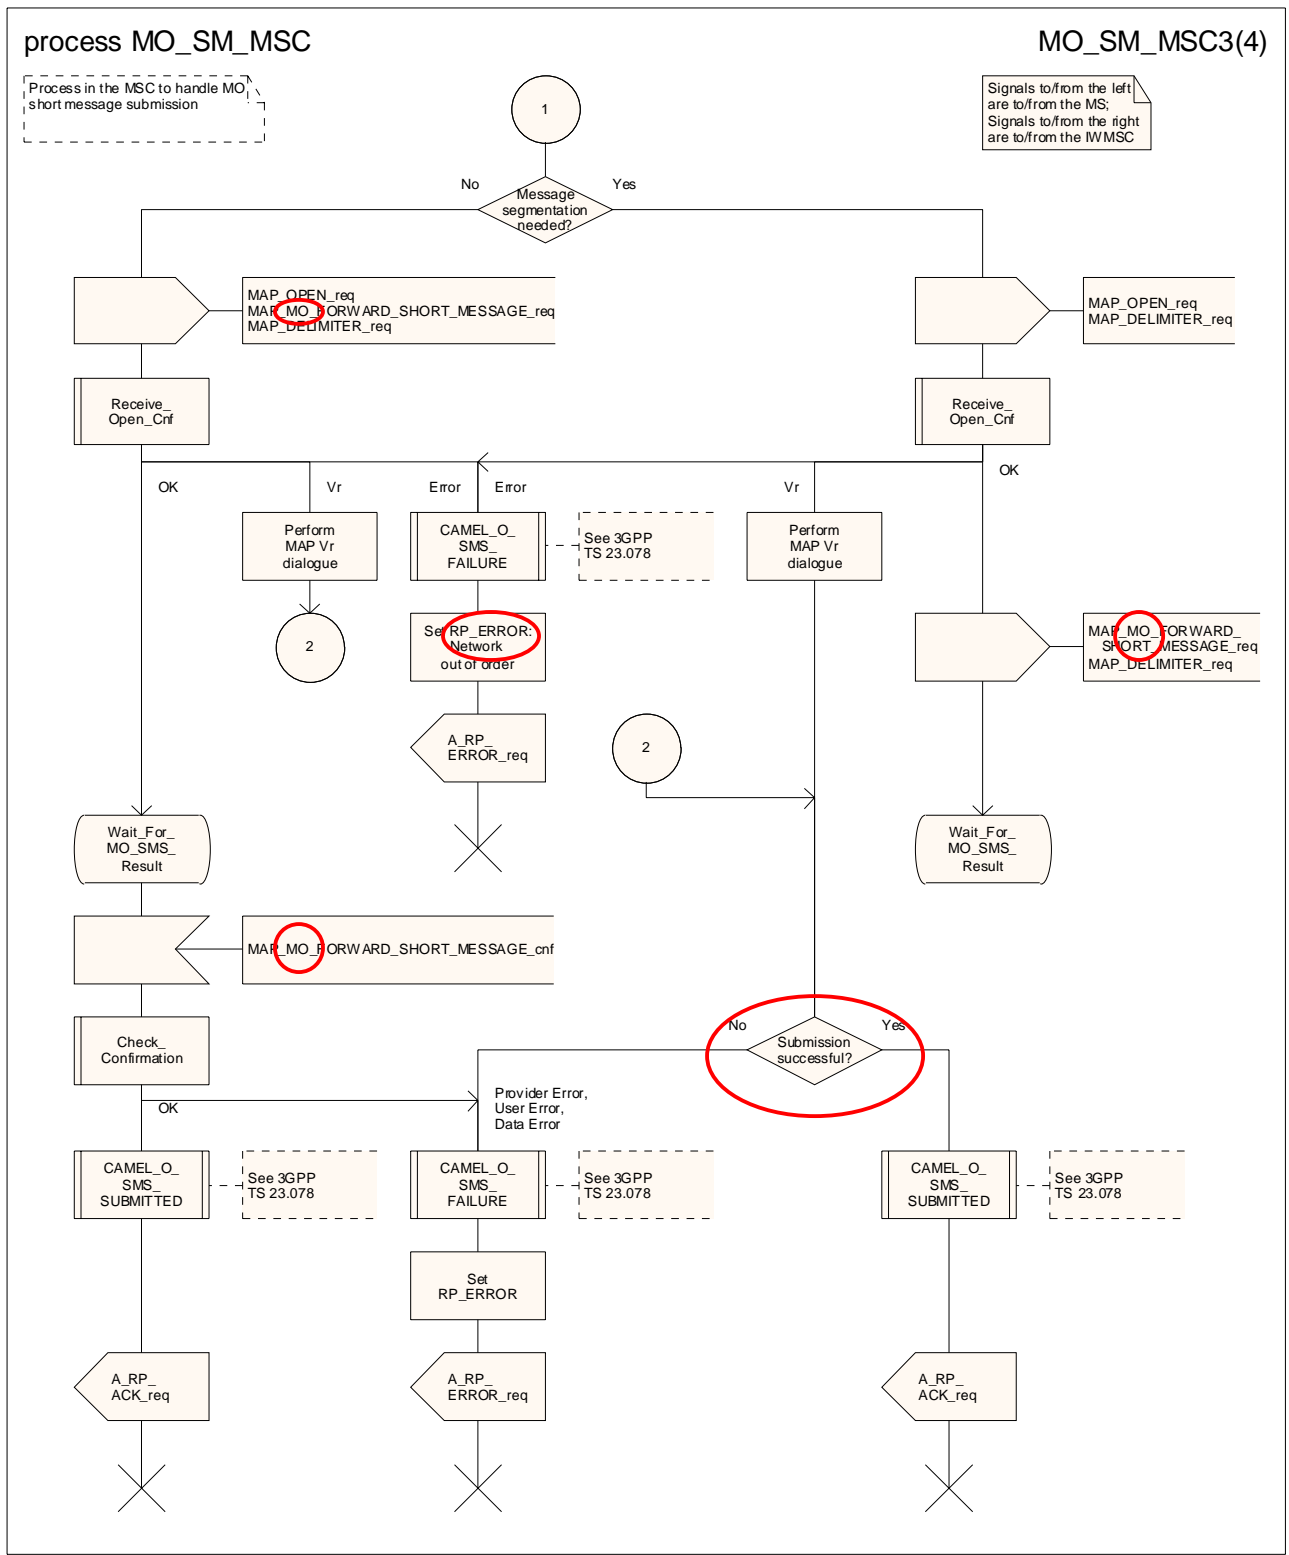 process MO_SM_MSC
MO_SM_MSC3(4)
Process in the MSC to handle MO
short message submission
Signals to/from the left
are to/from the MS;
Signals to/from the right
are to/from the IWMSC
1
No
Yes
Message
segmentation
needed?
MAP_OPEN_req
MAP_MO_FORWARD_SHORT_MESSAGE_req
MAP_DELIMITER_req
MAP_OPEN_req
MAP_DELIMITER_req
Receive_
Open_Cnf
Receive_
Open_Cnf
OK
Vr
Error
Error
Vr
OK
Perform
MAP Vr
dialogue
CAMEL_O_
SMS_
FAILURE
See 3GPP
TS 23.078
Perform
MAP Vr
dialogue
2
Set RP_ERROR:
Network
out of order
MAP_MO_FORWARD_
SHORT_MESSAGE_req
MAP_DELIMITER_req
A_RP_
ERROR_req
2
Wait_For_
MO_SMS_
Result
Wait_For_
MO_SMS_
Result
MAP_MO_FORWARD_SHORT_MESSAGE_cnf
Check_
Confirmation
No
Yes
Submission
successful?
OK
Provider Error,
User Error,
Data Error
CAMEL_O_
SMS_
SUBMITTED
See 3GPP
TS 23.078
CAMEL_O_
SMS_
FAILURE
See 3GPP
TS 23.078
CAMEL_O_
SMS_
SUBMITTED
See 3GPP
TS 23.078
Set
RP_ERROR
A_RP_
ACK_req
A_RP_
ERROR_req
A_RP_
ACK_req